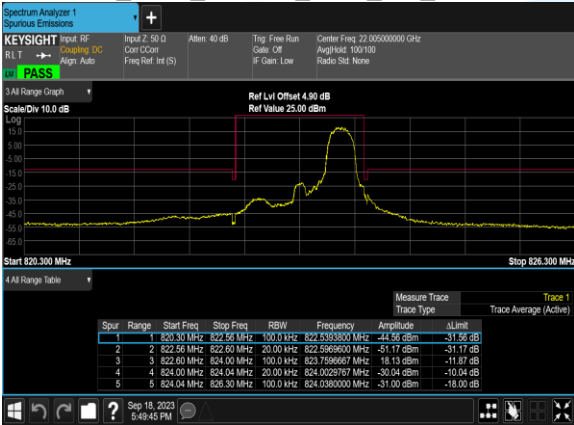 Spectrum Analyzer 1
Spurious Emissions
+
KEYSIGHT Input: RF Input Z: 50 Ω Atten: 40 dB Trig: Free Run Center Freq: 22.005000000 GHz
RLT Coupling: DC Corr CCorr Gate: Off Avg|Hold: 100/100
Align: Auto Freq Ref: Int (S) IF Gain: Low Radio Std: None
LW PASS
3 All Range Graph
Ref Lvl Offset 4.90 dB
Scale/Div 10.0 dB Ref Value 25.00 dBm
Log
15.0
5.00
-5.00
-15.0
-25.0
-35.0
-45.0
-55.0
-65.0
Start 820.300 MHz Stop 826.300 MHz
4 All Range Table
Measure Trace Trace 1
Trace Type Trace Average (Active)
Spur Range Start Freq Stop Freq RBW Frequency Amplitude ΔLimit
1 1 820.30 MHz 822.56 MHz 100.0 kHz 822.5393800 MHz -44.56 dBm -31.56 dB
2 2 822.56 MHz 822.60 MHz 20.00 kHz 822.5969600 MHz -51.17 dBm -31.17 dB
3 3 822.60 MHz 824.00 MHz 100.0 kHz 823.7596667 MHz 18.13 dBm -11.87 dB
4 4 824.00 MHz 824.04 MHz 20.00 kHz 824.0029767 MHz -30.04 dBm -10.04 dB
5 5 824.04 MHz 826.30 MHz 100.0 kHz 824.0380000 MHz -31.00 dBm -18.00 dB
? Sep 18, 2023
5:49:45 PM